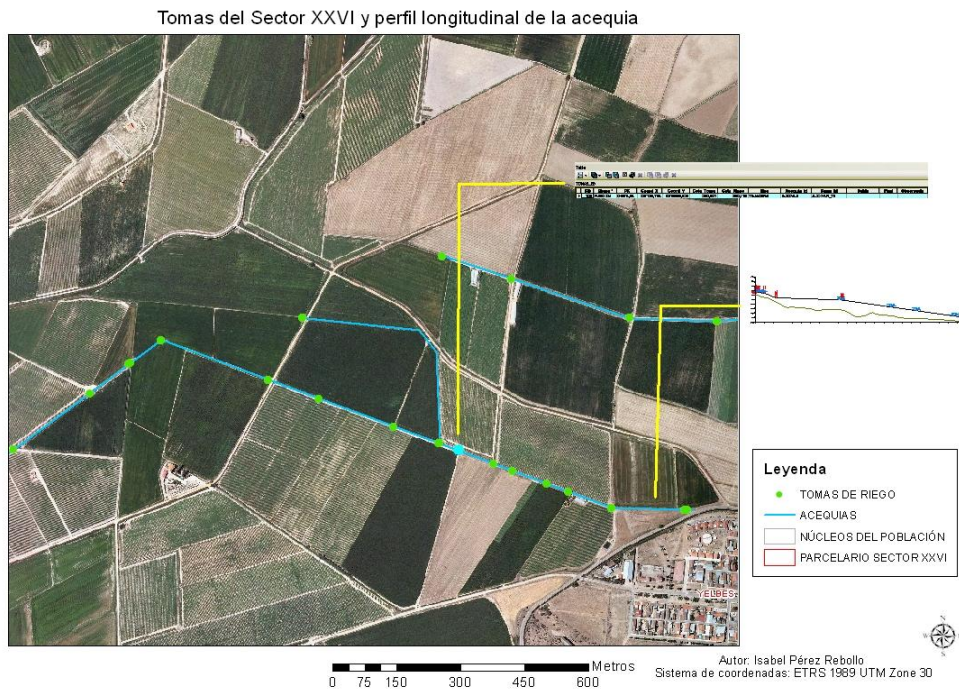 Tomas del Sector XXVI y perfil longitudinal de la acequia
YELBES
Leyenda
TOMAS DE RIEGO
ACEQUIAS
NÚCLEOS DEL POBLACIÓN
PARCELARIO SECTOR XXVI
Metros
0 75 150 300 450 600
Autor: Isabel Pérez Rebollo
Sistema de coordenadas: ETRS 1989 UTM Zone 30